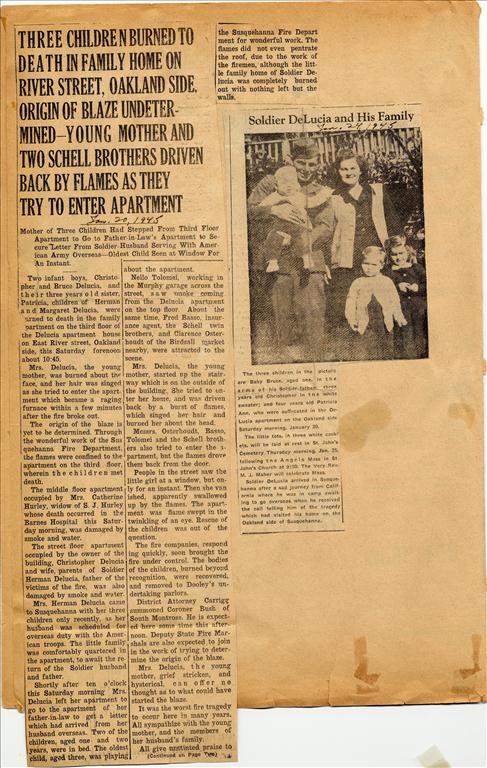 THREE CHILDREN BURNED TO
DEATH IN FAMILY HOME ON
RIVER STREET, OAKLAND SIDE.
ORIGIN OF BLAZE UNDETER-
MINED—YOUNG MOTHER AND
TWO SCHELL BROTHERS DRIVEN
BACK BY FLAMES AS THEY
TRY TO ENTER APARTMENT
Jan. 20, 1945
Mother of Three Children Had Stepped From Third Floor
Apartment to Go to Father-in-Law's Apartment to Se-
cure Letter From Soldier-Husband Serving With Amer-
ican Army Overseas—Oldest Child Seen at Window For
An Instant.
Two infant boys, Christo-
pher and Bruce Delucia, and
their three years old sister,
Patricia, children of Herman
and Margaret Delucia, were
burned to death in the family
apartment on the third floor of
the Delucia apartment house
on East River street, Oakland
side, this Saturday forenoon
about 10:45.
Mrs. Delucia, the young
mother, was burned about the
face, and her hair was singed
as she tried to enter the apart-
ment which became a raging
furnace within a few minutes
after the fire broke out.
The origin of the blaze is
yet to be determined. Through
the wonderful work of the Sus
quehanna Fire Department,
the flames were confined to the
apartment on the third floor,
wherein the children met
death.
The middle floor apartment
occupied by Mrs. Catherine
Hurley, widow of S. J. Hurley
whose death occurred in the
Barnes Hospital this Satur-
day morning, was damaged by
smoke and water.
The street floor apartment
occupied by the owner of the
building, Christopher Delucia
and wife, parents of Soldier
Herman Delucia, father of the
victims of the fire, was also
damaged by smoke and water.
Mrs. Herman Delucia came
to Susquehanna with her three
children only recently, as her
husband was scheduled for
overseas duty with the Amer-
ican troops. The little family
was comfortably quartered in
the apartment, to await the re-
turn of the Soldier husband
and father.
Shortly after ten o'clock
this Saturday morning Mrs.
Delucia left her apartment to
go to the apartment of her
father-in-law to get a letter
which had arrived from her
husband overseas. Two of the
children, aged one and two
years, were in bed. The oldest
child, aged three, was playing
about the apartment.
Nello Tolomei, working in
the Murphy garage across the
street, saw smoke coming
from the Delucia apartment
on the top floor. About the
same time, Fred Basso, insur-
ance agent, the Schell twin
brothers, and Clarence Oster-
houdt of the Birdsall market
nearby, were attracted to the
scene.
Mrs. Delucia, the young
mother, started up the stair-
way which is on the outside of
the building. She tried to en-
ter her home, and was driven
back by a burst of flames,
which singed her hair and
burned her about the head.
Messrs. Osterhoudt, Basso,
Tolomei and the Schell broth-
ers also tried to enter the a-
partment, but the flames drove
them back from the door.
People in the street saw the
little girl at a window, but on-
ly for an instant. Then she van
ished, apparently swallowed
up by the flames. The apart-
ment was flame swept in the
twinkling of an eye. Rescue of
the children was out of the
question.
The fire companies, respond
ing quickly, soon brought the
fire under control. The bodies
of the children, burned beyond
recognition, were recovered,
and removed to Dooley's un-
dertaking parlors.
District Attorney Carrigg
summoned Coroner Bush of
South Montrose. He is expect-
ed here some time this after-
noon. Deputy State Fire Mar-
shals are also expected to join
in the work of trying to deter-
mine the origin of the blaze.
Mrs. Delucia, the young
mother, grief stricken, and
hysterical, can offer no
thought as to what could have
started the blaze.
It was the worst fire tragedy
to occur here in many years.
All sympathize with the young
mother, and the members of
her husband's family.
All give unstinted praise to
(Continued on Page Two)
the Susquehanna Fire Depart
ment for wonderful work. The
flames did not even pentrate
the roof, due to the work of
the firemen, although the lit-
tle family home of Soldier De-
lucia was completely burned
out with nothing left but the
walls.
Soldier DeLucia and His Family
Jan. 24, 1945
The three children in the picture
are Baby Bruce, aged one, in the
arms of his Soldier father, three
years old Christopher in the white
sweater; and four years old Patricia
Ann, who were suffocated in the De-
Lucia apartment on the Oakland side
Saturday morning, January 20.
The little tots, in three white cask-
ets, will be laid at rest in St. John's
Cemetery, Thursday morning, Jan. 25,
following the Angels Mass in St.
John's Church at 9:30. The Very Rev.
M. J. Maher will celebrate Mass.
Soldier DeLucia arrived in Susque-
hanna after a sad journey from Calif-
ornia where he was in camp await-
ing to go overseas when he received
the call telling him of the tragedy
which had visited his home on the
Oakland side of Susquehanna.